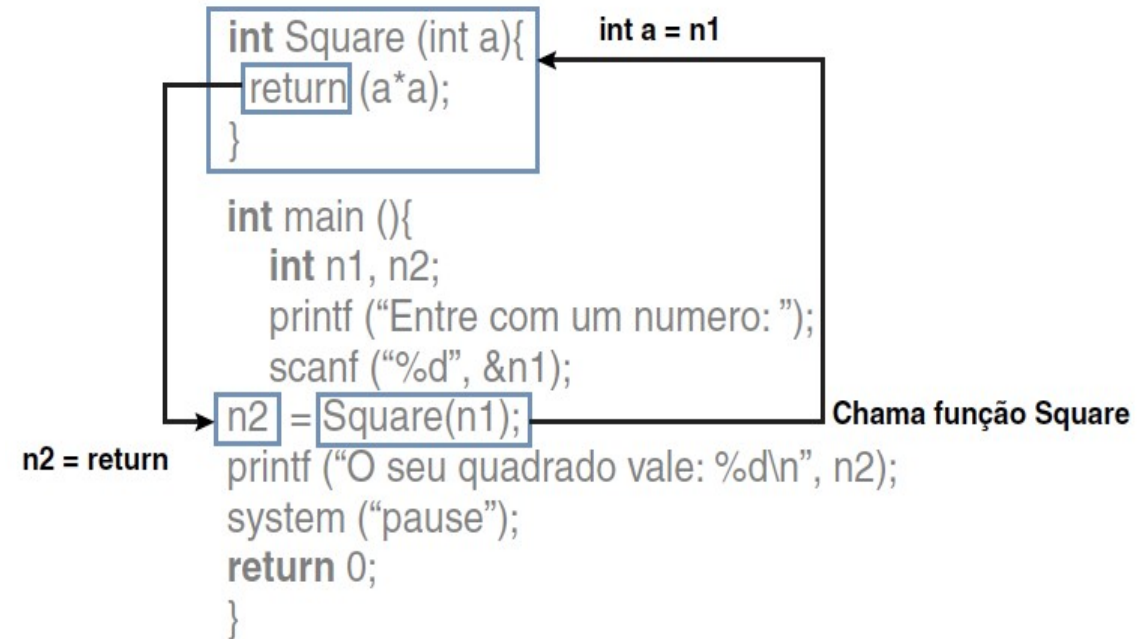 int Square (int a){
int a = n1
return (a*a);
}
int main (){
int n1, n2;
printf (“Entre com um numero: ”);
scanf (“%d”, &n1);
n2 = Square(n1);
Chama função Square
n2 = return
printf (“O seu quadrado vale: %d\n”, n2);
system (“pause”);
return 0;
}